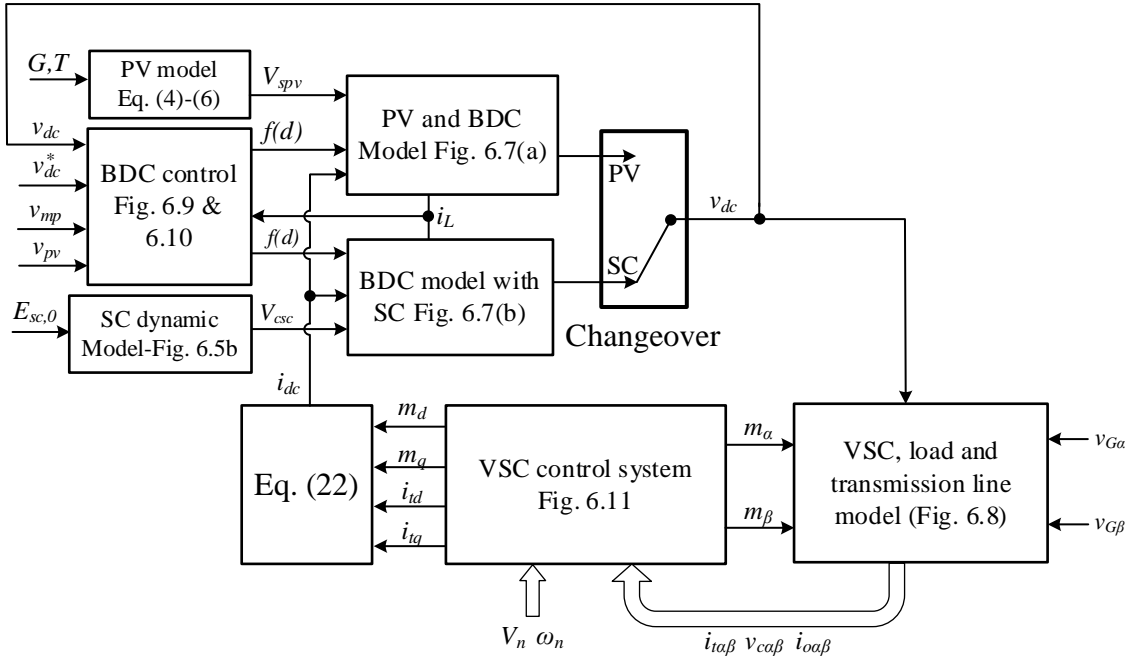 G,T
PV model
Eq. (4)-(6)
V_spv
PV and BDC
Model Fig. 6.7(a)
v_dc
v*_dc
v_mp
v_pv
BDC control
Fig. 6.9 &
6.10
f(d)
f(d)
i_L
PV
SC
Changeover
v_dc
BDC model with
SC Fig. 6.7(b)
E_sc,0
SC dynamic
Model-Fig. 6.5b
V_csc
i_dc
Eq. (22)
m_d
m_q
i_td
i_tq
VSC control system
Fig. 6.11
m_α
m_β
VSC, load and
transmission line
model (Fig. 6.8)
v_Gα
v_Gβ
V_n ω_n
i_tαβ v_cαβ i_oαβ